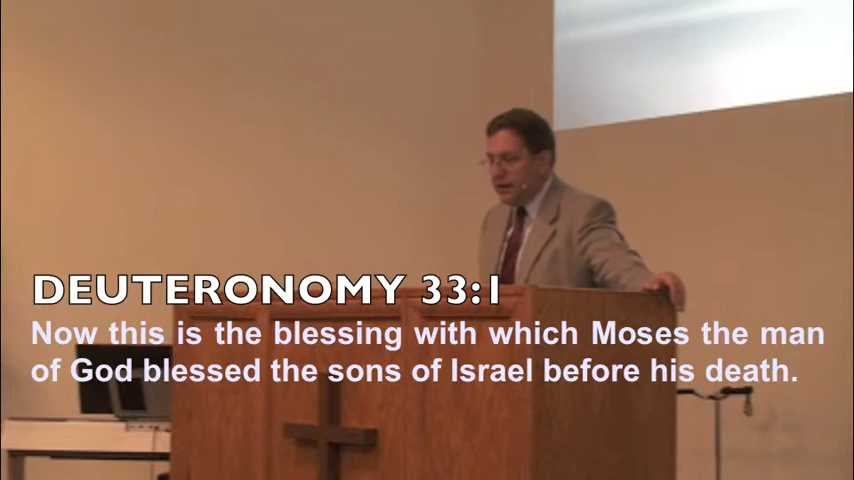 DEUTERONOMY 33:1
Now this is the blessing with which Moses the man
of God blessed the sons of Israel before his death.